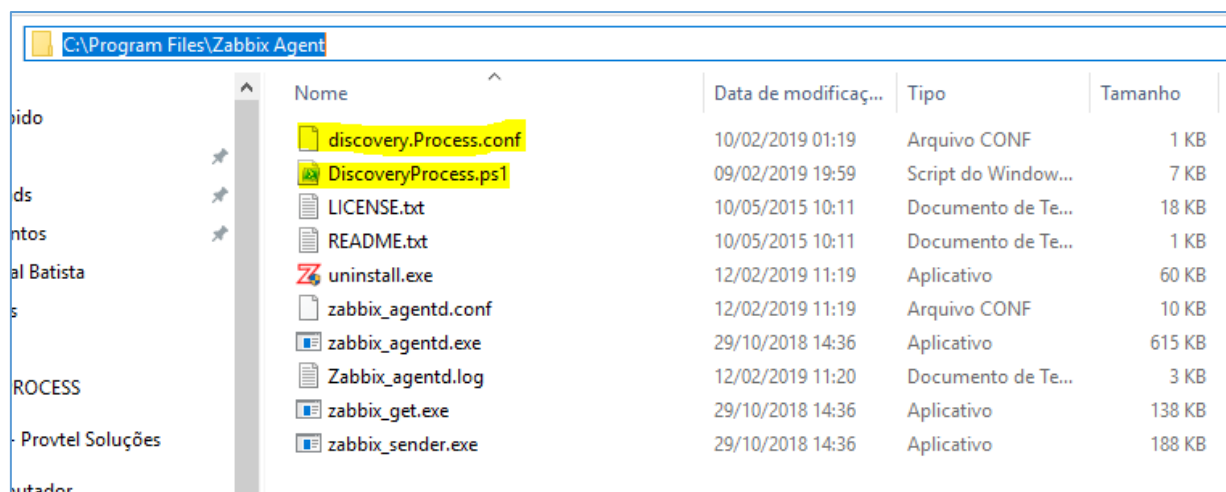 C:\Program Files\Zabbix Agent
Nome Data de modificaç... Tipo Tamanho
discovery.Process.conf 10/02/2019 01:19 Arquivo CONF 1 KB
DiscoveryProcess.ps1 09/02/2019 19:59 Script do Window... 7 KB
LICENSE.txt 10/05/2015 10:11 Documento de Te... 18 KB
README.txt 10/05/2015 10:11 Documento de Te... 1 KB
uninstall.exe 12/02/2019 11:19 Aplicativo 60 KB
zabbix_agentd.conf 12/02/2019 11:19 Arquivo CONF 10 KB
zabbix_agentd.exe 29/10/2018 14:36 Aplicativo 615 KB
Zabbix_agentd.log 12/02/2019 11:20 Documento de Te... 3 KB
zabbix_get.exe 29/10/2018 14:36 Aplicativo 138 KB
zabbix_sender.exe 29/10/2018 14:36 Aplicativo 188 KB
ido
ds
ntos
al Batista
s
ROCESS
- Provtel Soluções